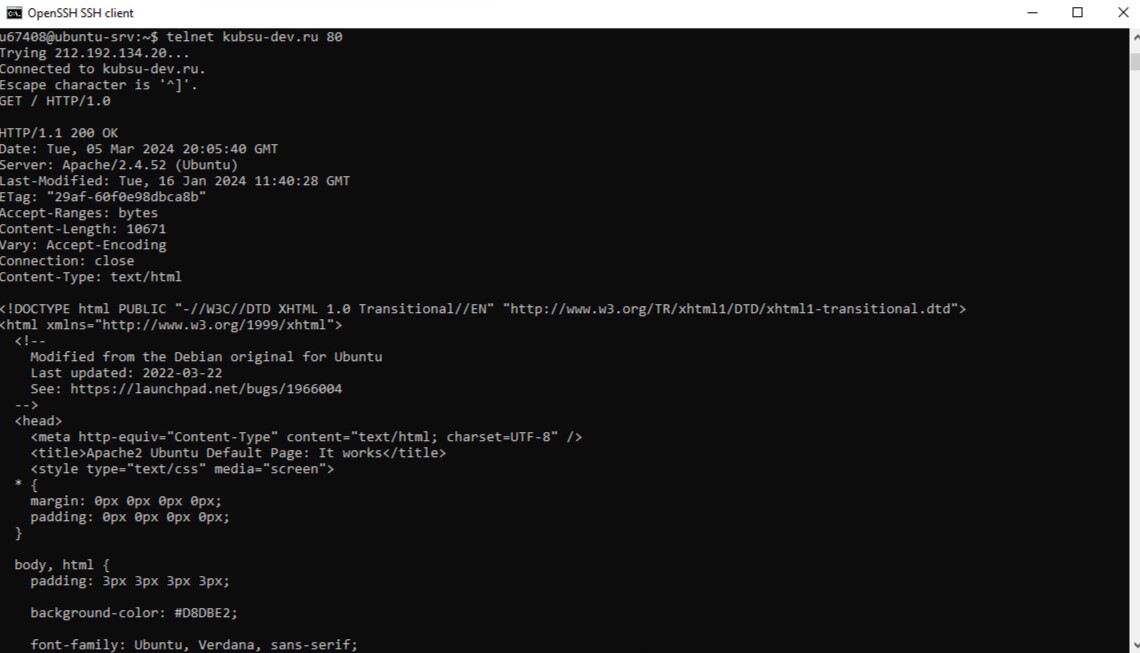 OpenSSH SSH client
u67408@ubuntu-srv:~$ telnet kubsu-dev.ru 80
Trying 212.192.134.20...
Connected to kubsu-dev.ru.
Escape character is '^]'.
GET / HTTP/1.0
HTTP/1.1 200 OK
Date: Tue, 05 Mar 2024 20:05:40 GMT
Server: Apache/2.4.52 (Ubuntu)
Last-Modified: Tue, 16 Jan 2024 11:40:28 GMT
ETag: "29af-60f0e98dbca8b"
Accept-Ranges: bytes
Content-Length: 10671
Vary: Accept-Encoding
Connection: close
Content-Type: text/html
<!DOCTYPE html PUBLIC "-//W3C//DTD XHTML 1.0 Transitional//EN" "http://www.w3.org/TR/xhtml1/DTD/xhtml1-transitional.dtd">
<html xmlns="http://www.w3.org/1999/xhtml">
<!--
Modified from the Debian original for Ubuntu
Last updated: 2022-03-22
See: https://launchpad.net/bugs/1966004
-->
<head>
<meta http-equiv="Content-Type" content="text/html; charset=UTF-8" />
<title>Apache2 Ubuntu Default Page: It works</title>
<style type="text/css" media="screen">
* {
margin: 0px 0px 0px 0px;
padding: 0px 0px 0px 0px;
}
body, html {
padding: 3px 3px 3px 3px;
background-color: #D8DBE2;
font-family: Ubuntu, Verdana, sans-serif;